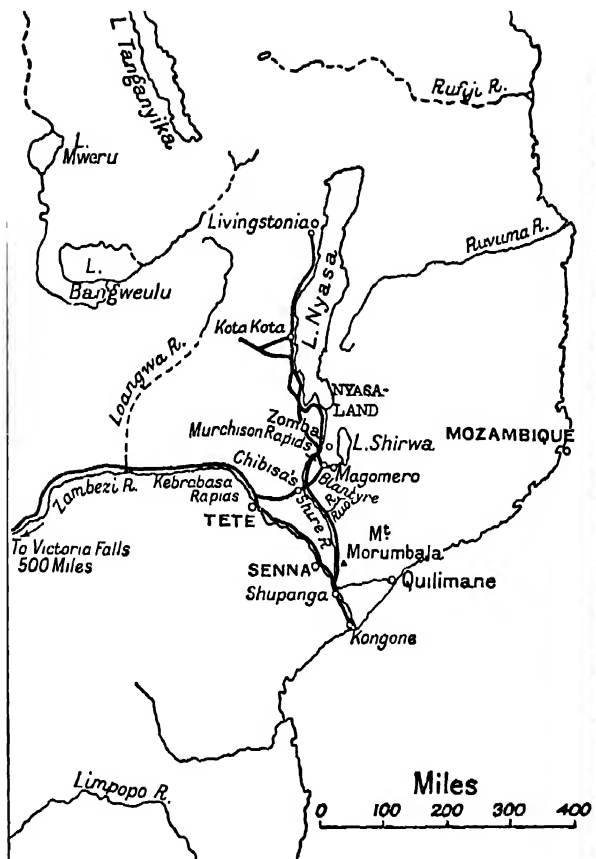 L. Tanganyika
Rufiji R.
L.
Mweru
Livingstonia
Ruvuma R.
L.
Bangweulu
L. Nyasa
Kota Kota
Loangwa R.
NYASA-
LAND
Zomba
Murchison Rapids
L. Shirwa
MOZAMBIQUE
Chibisa's
Magomero
Blantyre
Zambezi R.
Kebrabasa
Rapids
Shire R.
R. Ruo
TETE
To Victoria Falls
500 Miles
Mt
Morumbala
SENNA
Quilimane
Shupanga
Kongone
Limpopo R.
Miles
0 100 200 300 400